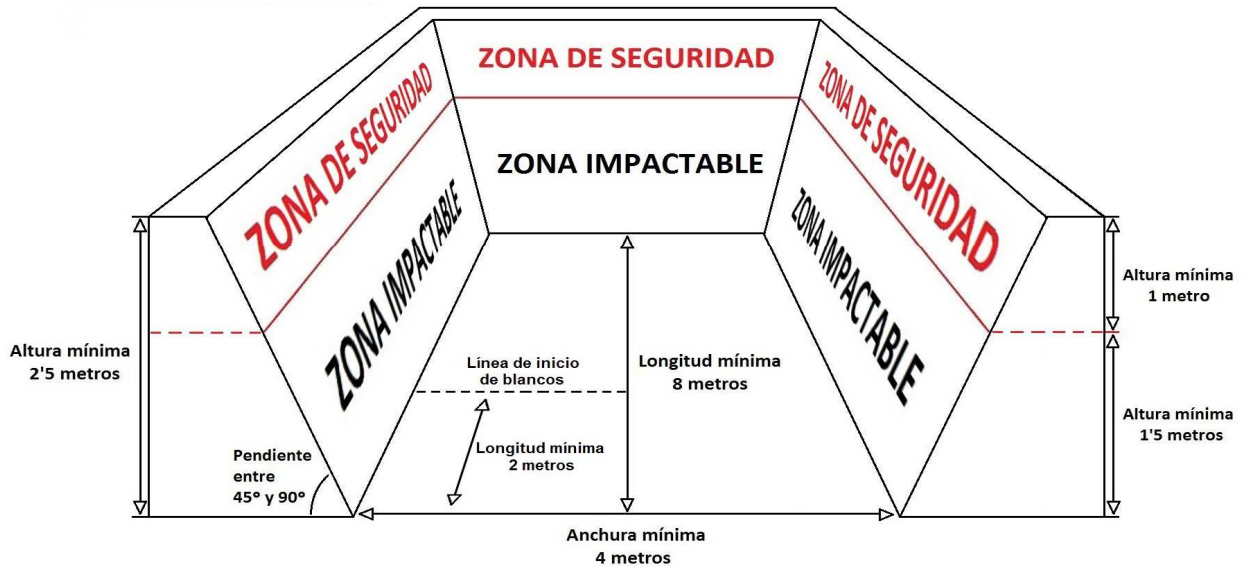 ZONA DE SEGURIDAD
ZONA DE SEGURIDAD
ZONA DE SEGURIDAD
ZONA IMPACTABLE
ZONA IMPACTABLE
ZONA IMPACTABLE
Altura mínima
2'5 metros
Altura mínima
1 metro
Línea de inicio
de blancos
Longitud mínima
8 metros
Altura mínima
1'5 metros
Pendiente
entre
45º y 90º
Longitud mínima
2 metros
Anchura mínima
4 metros